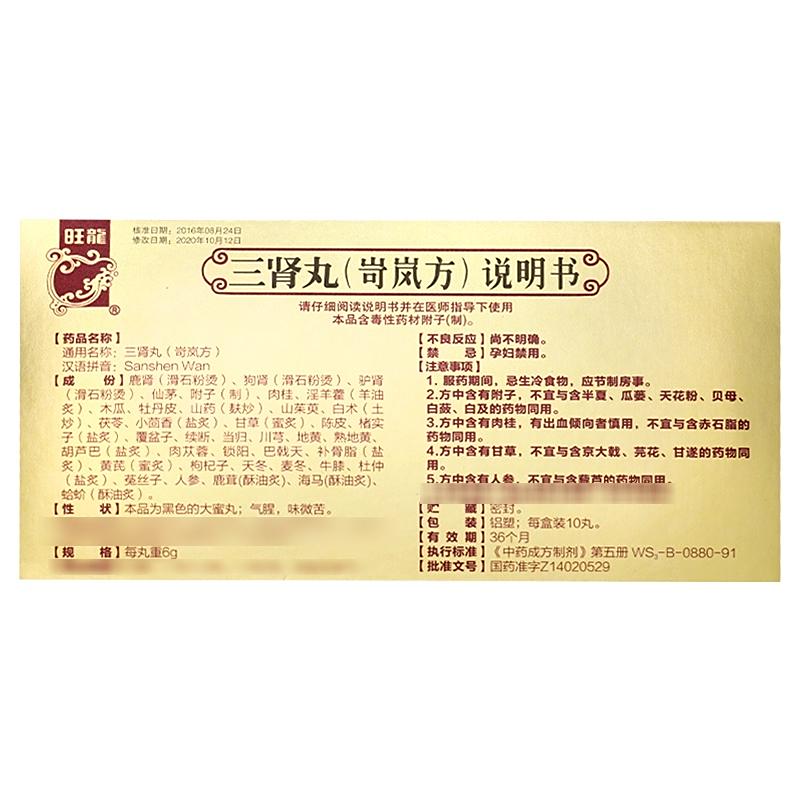 旺龍
®
核准日期：2016年08月24日
修改日期：2020年10月12日
三肾丸（岢岚方）说明书
请仔细阅读说明书并在医师指导下使用
本品含毒性药材附子(制)。
【药品名称】
通用名称：三肾丸（岢岚方）
汉语拼音：Sanshen Wan
【成 份】鹿肾（滑石粉烫）、狗肾（滑石粉烫）、驴肾
（滑石粉烫）、仙茅、附子（制）、肉桂、淫羊藿（羊油
炙）、木瓜、牡丹皮、山药（麸炒）、山茱萸、白术（土
炒）、茯苓、小茴香（盐炙）、甘草（蜜炙）、陈皮、楮实
子（盐炙）、覆盆子、续断、当归、川芎、地黄、熟地黄、
胡芦巴（盐炙）、肉苁蓉、锁阳、巴戟天、补骨脂（盐
炙）、黄芪（蜜炙）、枸杞子、天冬、麦冬、牛膝、杜仲
（盐炙）、菟丝子、人参、鹿茸(酥油炙)、海马(酥油炙)、
蛤蚧（酥油炙）。
【性 状】本品为黑色的大蜜丸；气腥，味微苦。
【规 格】每丸重6g
【不良反应】尚不明确。
【禁 忌】孕妇禁用。
【注意事项】
1. 服药期间，忌生冷食物，应节制房事。
2.方中含有附子，不宜与含半夏、瓜蒌、天花粉、贝母、
白蔹、白及的药物同用。
3.方中含有肉桂，有出血倾向者慎用，不宜与含赤石脂的
药物同用。
4.方中含有甘草，不宜与含京大戟、芫花、甘遂的药物同
用。
5.方中含有人参，不宜与含藜芦的药物同用。
【贮 藏】密封。
【包 装】铝塑；每盒装10丸。
【有 效 期】36个月
【执行标准】《中药成方制剂》第五册 WS₃-B-0880-91
【批准文号】国药准字Z14020529